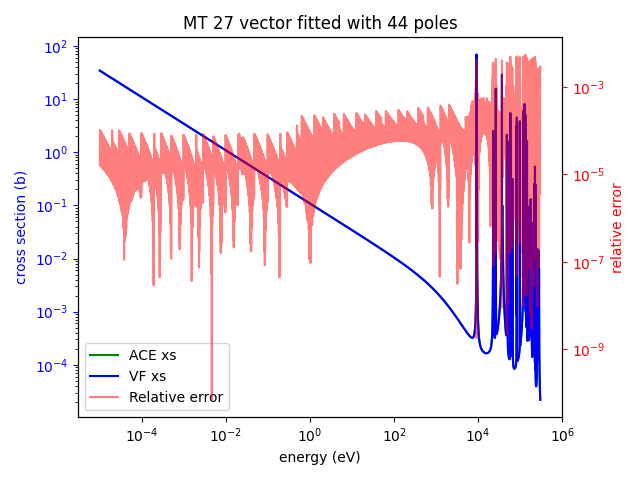 MT 27 vector fitted with 44 poles
cross section (b)
10^2
10^1
10^0
10^-1
10^-2
10^-3
10^-4
10^-3
10^-5
10^-7
10^-9
relative error
ACE xs
VF xs
Relative error
10^-4 10^-2 10^0 10^2 10^4 10^6
energy (eV)